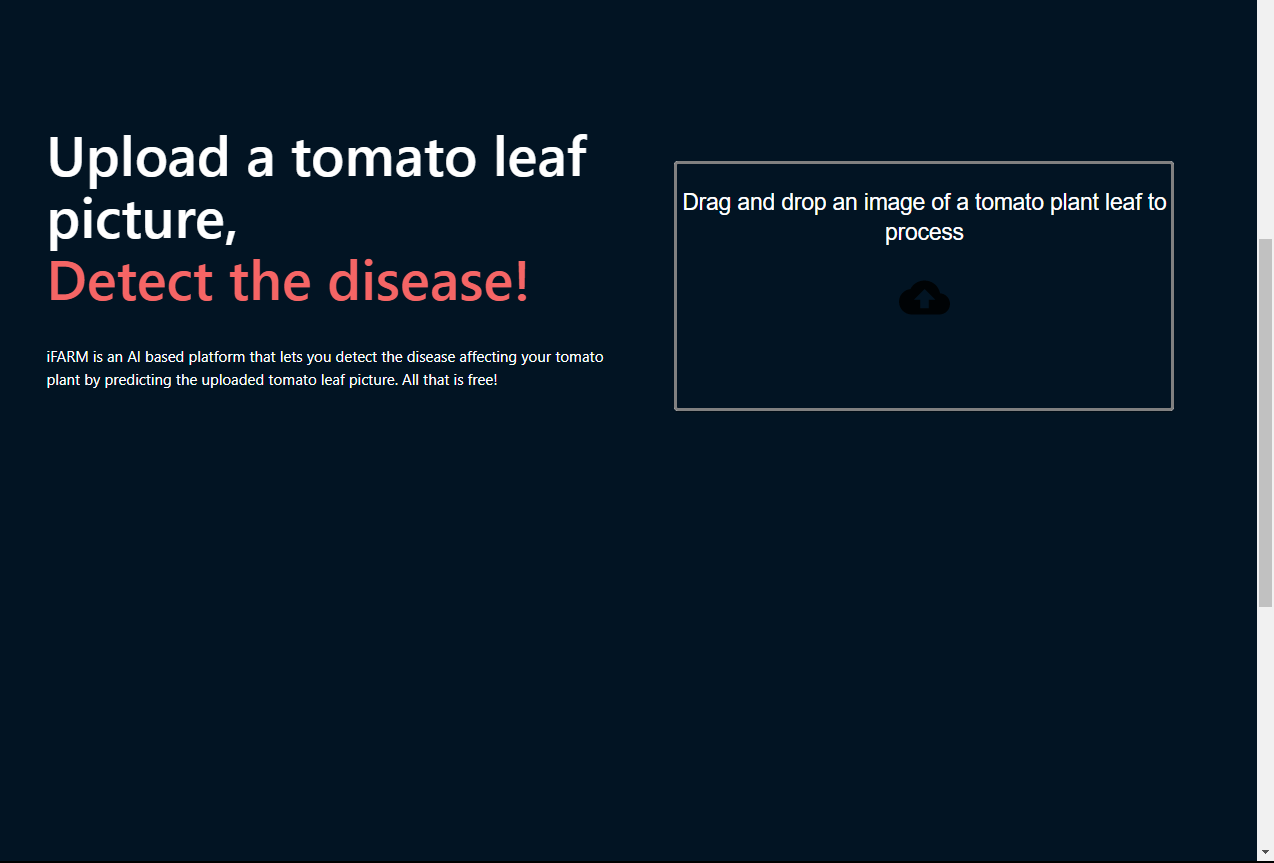 Upload a tomato leaf
picture,
Detect the disease!
iFARM is an AI based platform that lets you detect the disease affecting your tomato
plant by predicting the uploaded tomato leaf picture. All that is free!
Drag and drop an image of a tomato plant leaf to
process